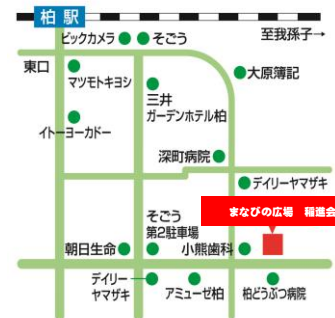 柏 駅
ビックカメラ
そごう
至我孫子→
東口
マツモトキヨシ
大原簿記
三井
ガーデンホテル柏
イトーヨーカドー
深町病院
デイリーヤマザキ
まなびの広場 稲進会
そごう
第2駐車場
朝日生命
小熊歯科
デイリー
ヤマザキ
アミューゼ柏
柏どうぶつ病院